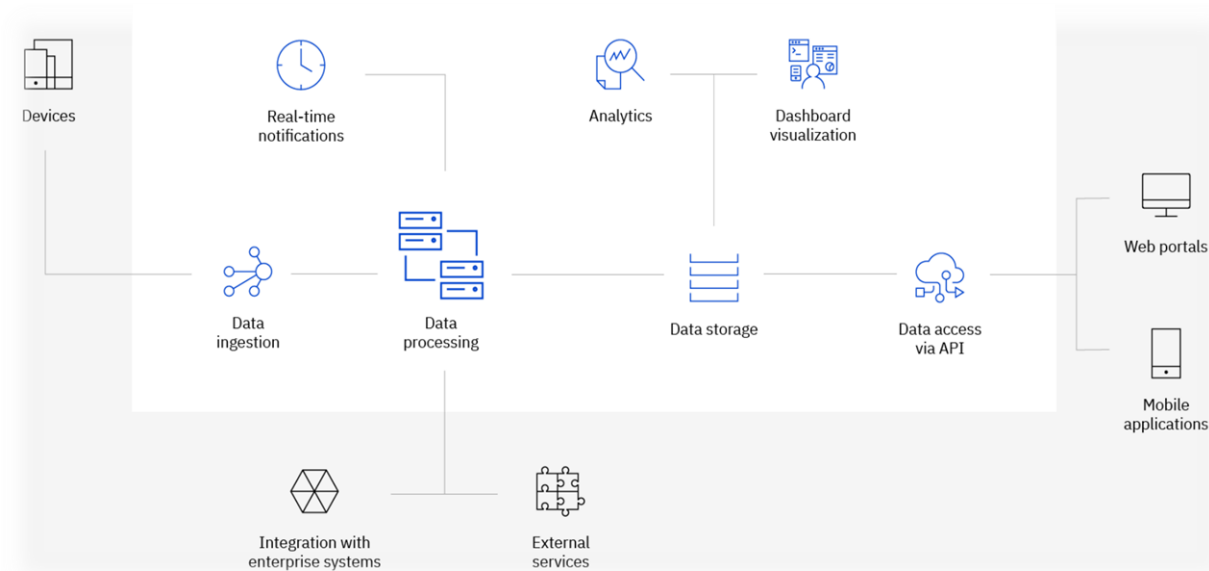 Devices
Real-time
notifications
Analytics
Dashboard
visualization
Web portals
Data
ingestion
Data
processing
Data storage
Data access
via API
Mobile
applications
Integration with
enterprise systems
External
services